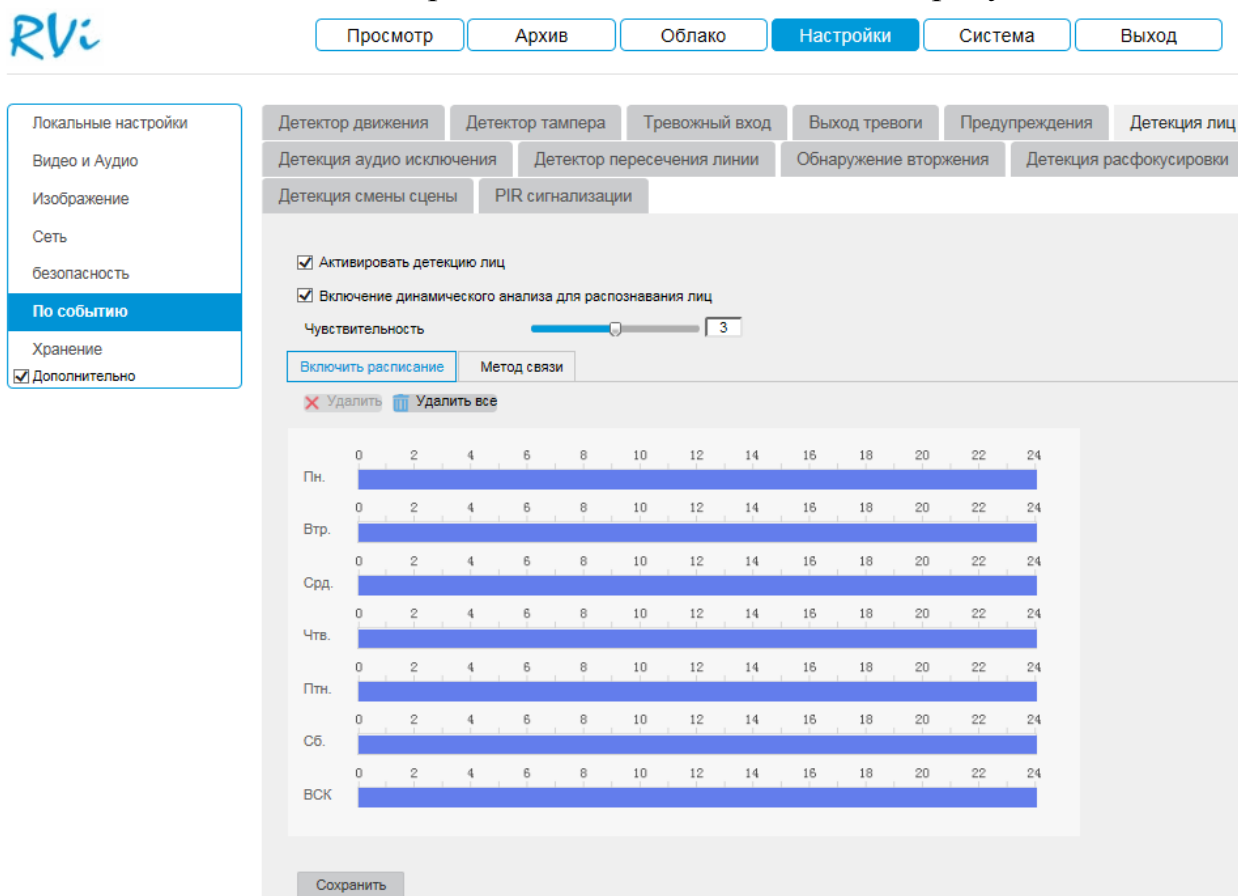 RVi
Просмотр Архив Облако Настройки Система Выход
Локальные настройки
Видео и Аудио
Изображение
Сеть
безопасность
По событию
Хранение
Дополнительно
Детектор движения Детектор тампера Тревожный вход Выход тревоги Предупреждения Детекция лиц
Детекция аудио исключения Детектор пересечения линии Обнаружение вторжения Детекция расфокусировки
Детекция смены сцены PIR сигнализации
Активировать детекцию лиц
Включение динамического анализа для распознавания лиц
Чувствительность 3
Включить расписание Метод связи
Удалить Удалить все
0 2 4 6 8 10 12 14 16 18 20 22 24
Пн.
0 2 4 6 8 10 12 14 16 18 20 22 24
Втр.
0 2 4 6 8 10 12 14 16 18 20 22 24
Срд.
0 2 4 6 8 10 12 14 16 18 20 22 24
Чтв.
0 2 4 6 8 10 12 14 16 18 20 22 24
Птн.
0 2 4 6 8 10 12 14 16 18 20 22 24
Сб.
0 2 4 6 8 10 12 14 16 18 20 22 24
ВСК
Сохранить